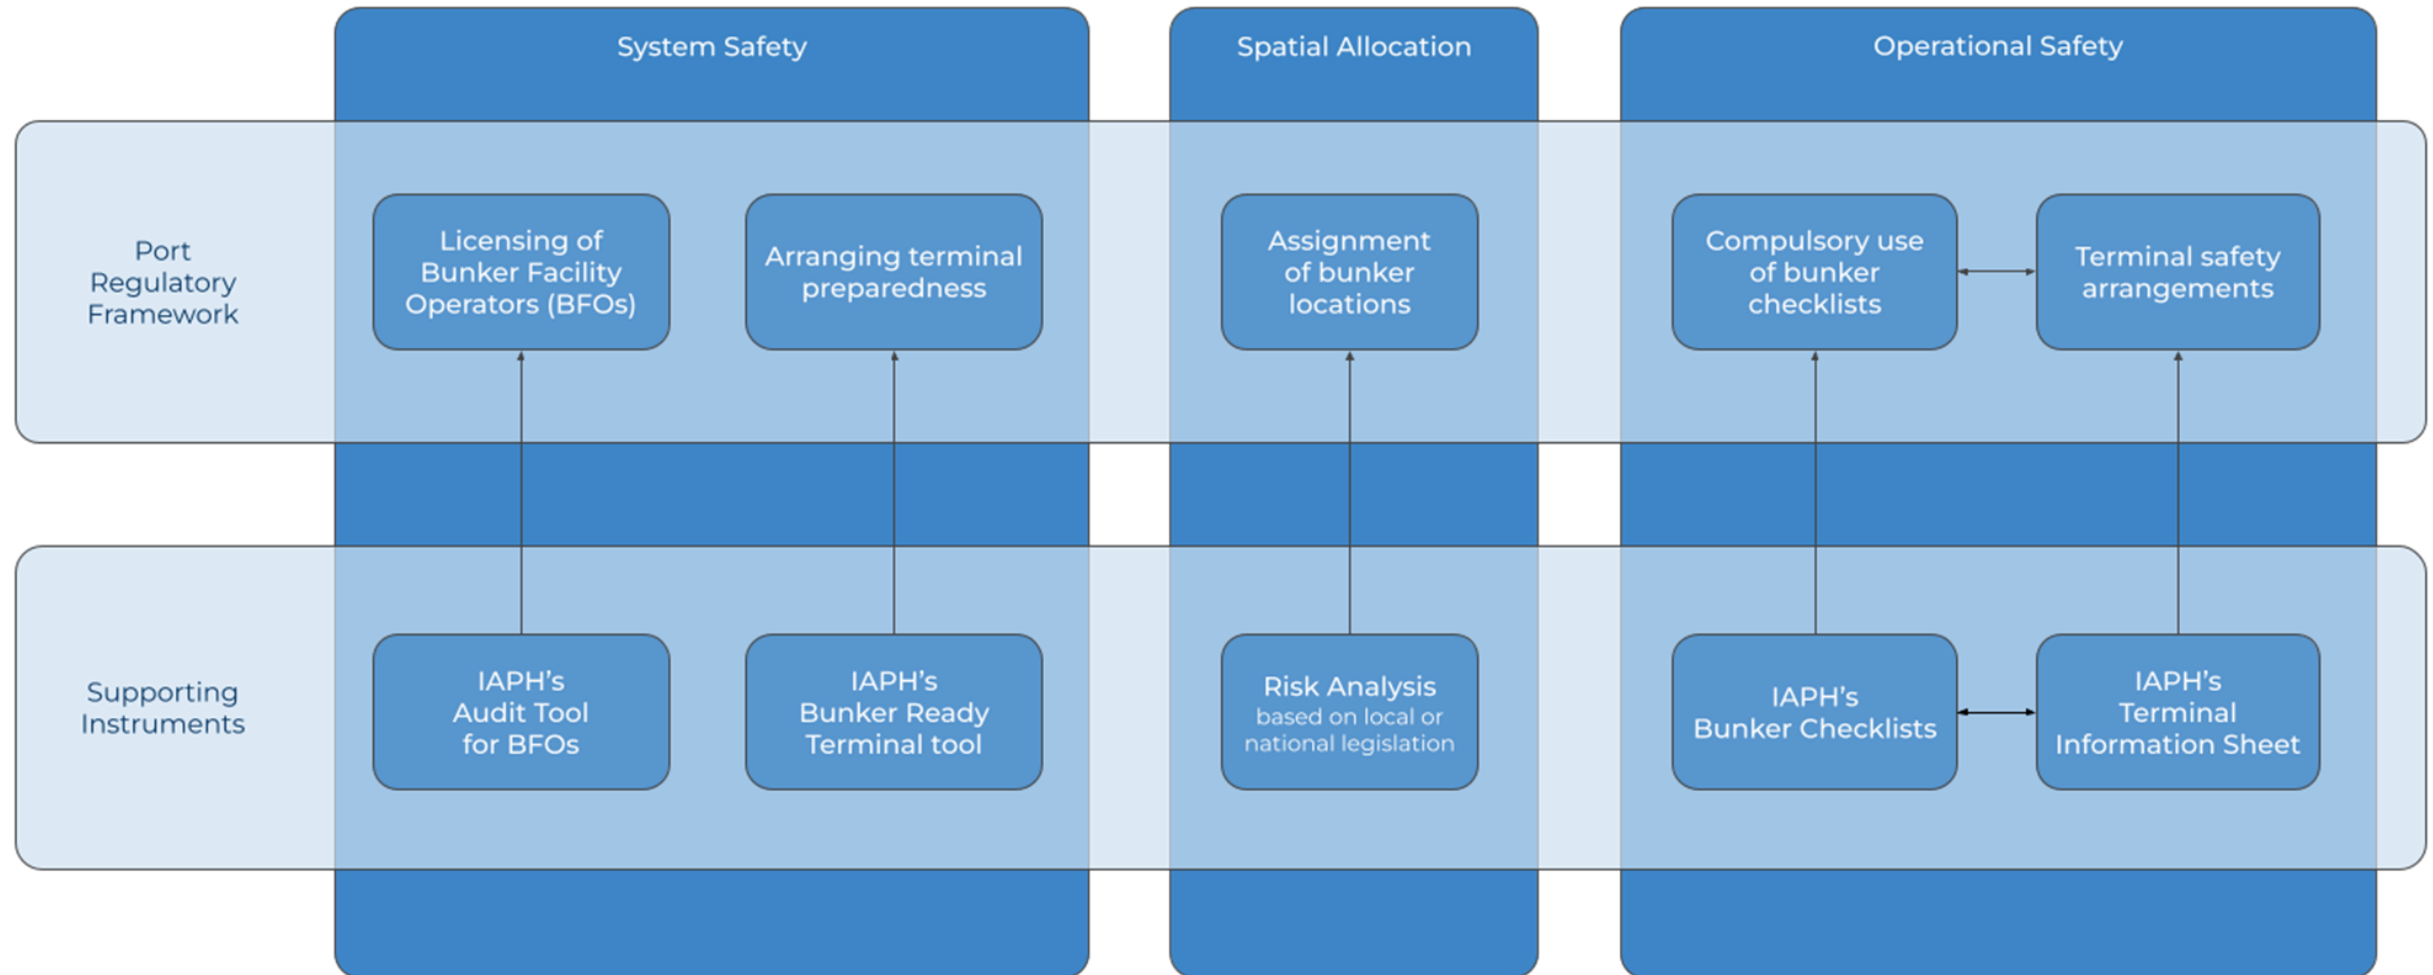 System Safety
Spatial Allocation
Operational Safety
Port
Regulatory
Framework
Licensing of
Bunker Facility
Operators (BFOs)
Arranging terminal
preparedness
Assignment
of bunker
locations
Compulsory use
of bunker
checklists
Terminal safety
arrangements
Supporting
Instruments
IAPH’s
Audit Tool
for BFOs
IAPH’s
Bunker Ready
Terminal tool
Risk Analysis
based on local or
national legislation
IAPH’s
Bunker Checklists
IAPH’s
Terminal
Information Sheet